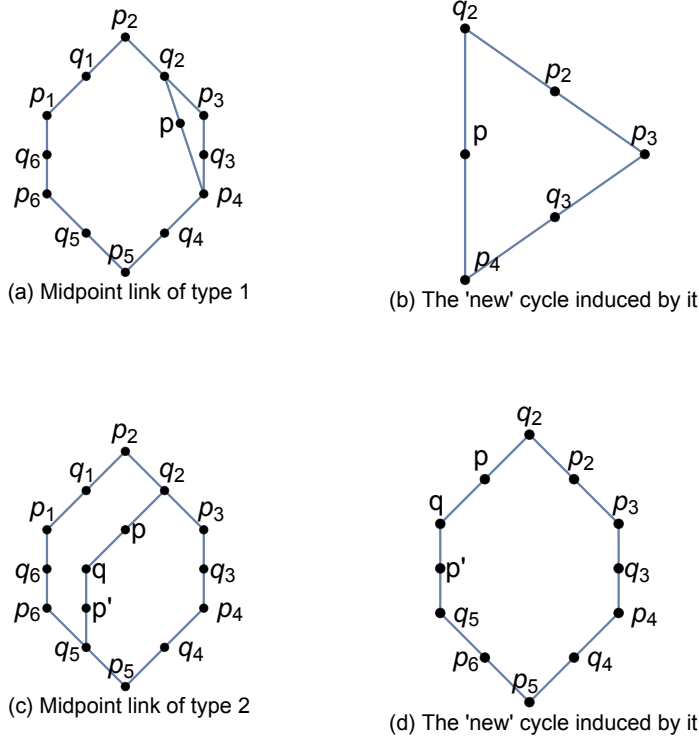 p2
q1
q2
p1
p3
p
q6
q3
p6
p4
q5
q4
p5
(a) Midpoint link of type 1
q2
p2
p
p3
q3
p4
(b) The 'new' cycle induced by it
p2
q1
q2
p1
p
p3
q6
q
q3
p6
p'
p4
q5
q4
p5
(c) Midpoint link of type 2
q2
p
p2
q
p3
p'
q3
q5
p4
p6
q4
p5
(d) The 'new' cycle induced by it